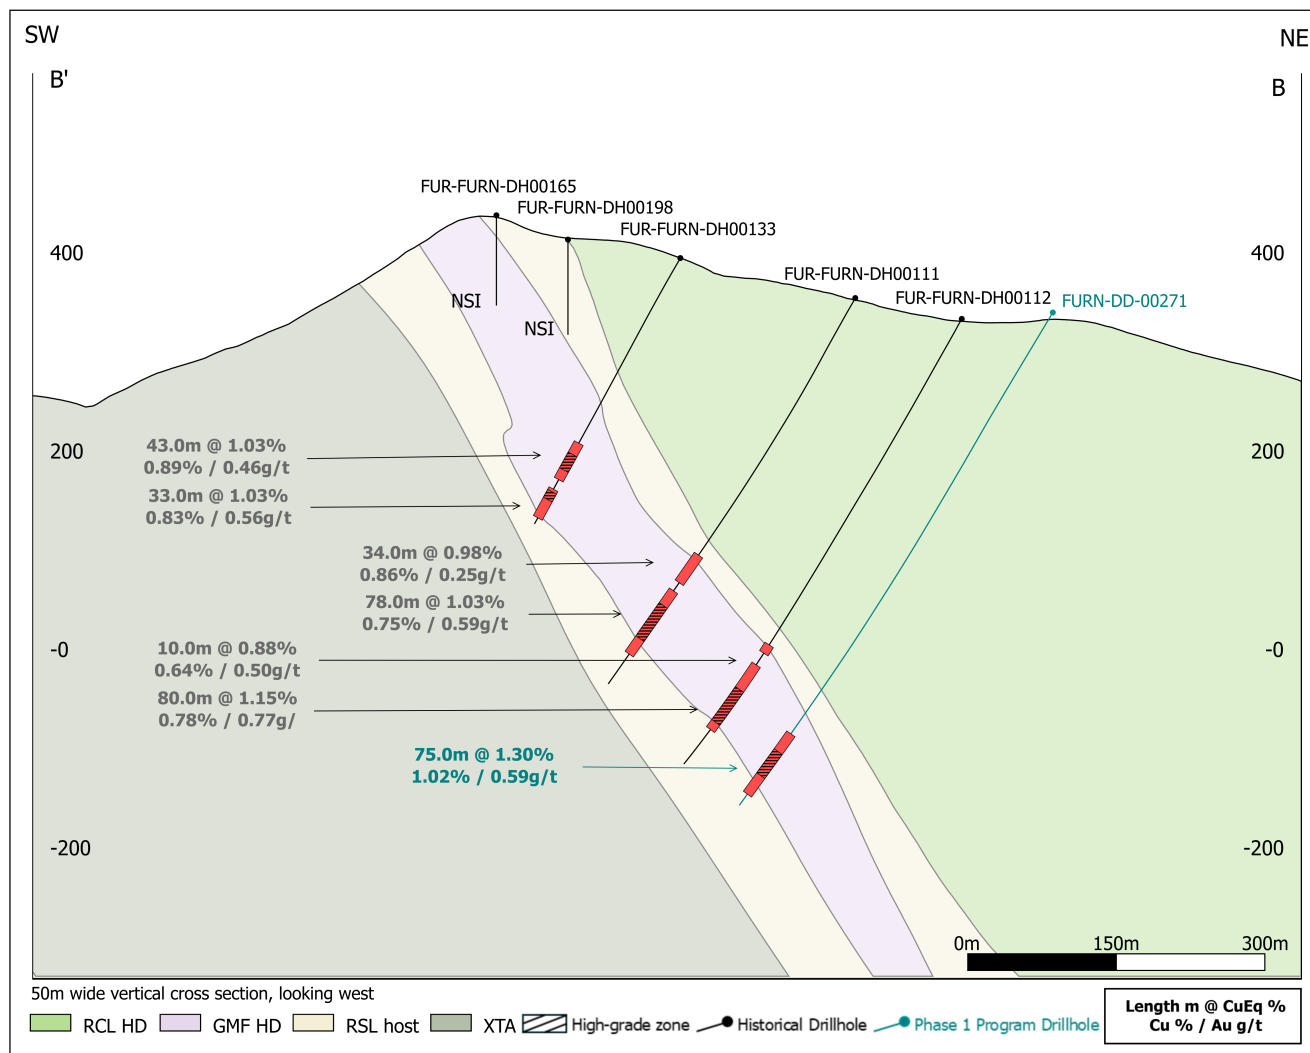 SW
NE
B'
B
FUR-FURN-DH00165
FUR-FURN-DH00198
FUR-FURN-DH00133
400
400
FUR-FURN-DH00111
FUR-FURN-DH00112
FURN-DD-00271
NSI
NSI
43.0m @ 1.03%
0.89% / 0.46g/t
200
200
33.0m @ 1.03%
0.83% / 0.56g/t
34.0m @ 0.98%
0.86% / 0.25g/t
78.0m @ 1.03%
0.75% / 0.59g/t
-0
-0
10.0m @ 0.88%
0.64% / 0.50g/t
80.0m @ 1.15%
0.78% / 0.77g/
75.0m @ 1.30%
1.02% / 0.59g/t
-200
-200
0m 150m 300m
50m wide vertical cross section, looking west
RCL HD GMF HD RSL host XTA High-grade zone Historical Drillhole Phase 1 Program Drillhole
Length m @ CuEq %
Cu % / Au g/t